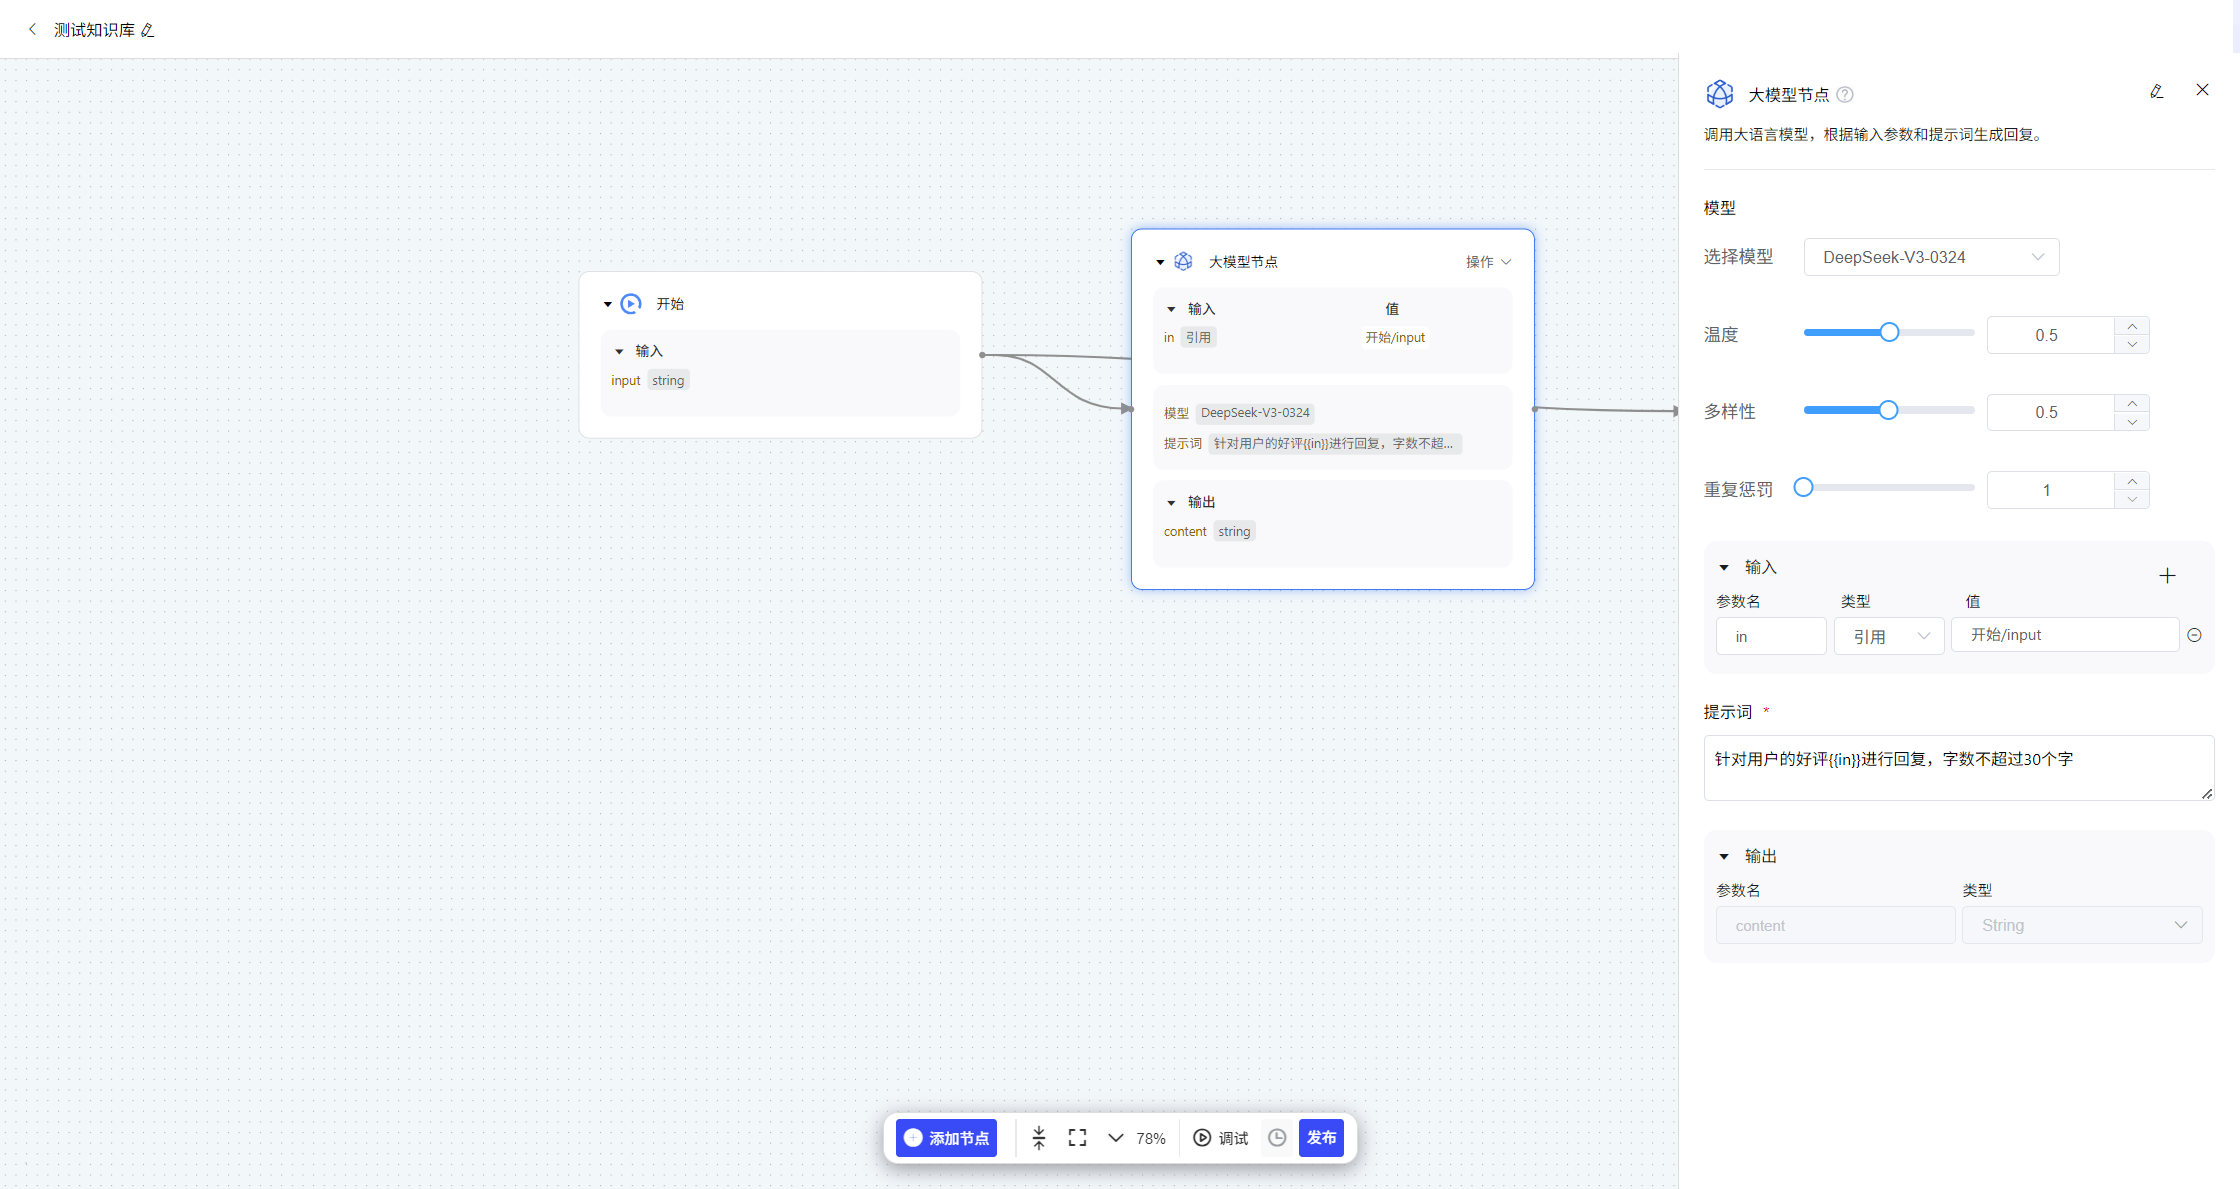 测试知识库
开始
输入
input string
大模型节点
操作
输入 值
in 引用 开始/input
模型 DeepSeek-V3-0324
提示词 针对用户的好评{{in}}进行回复，字数不超...
输出
content string
大模型节点
调用大语言模型，根据输入参数和提示词生成回复。
模型
选择模型 DeepSeek-V3-0324
温度 0.5
多样性 0.5
重复惩罚 1
输入
参数名 类型 值
in 引用 开始/input
提示词 *
针对用户的好评{{in}}进行回复，字数不超过30个字
输出
参数名 类型
content String
添加节点 78% 调试 发布